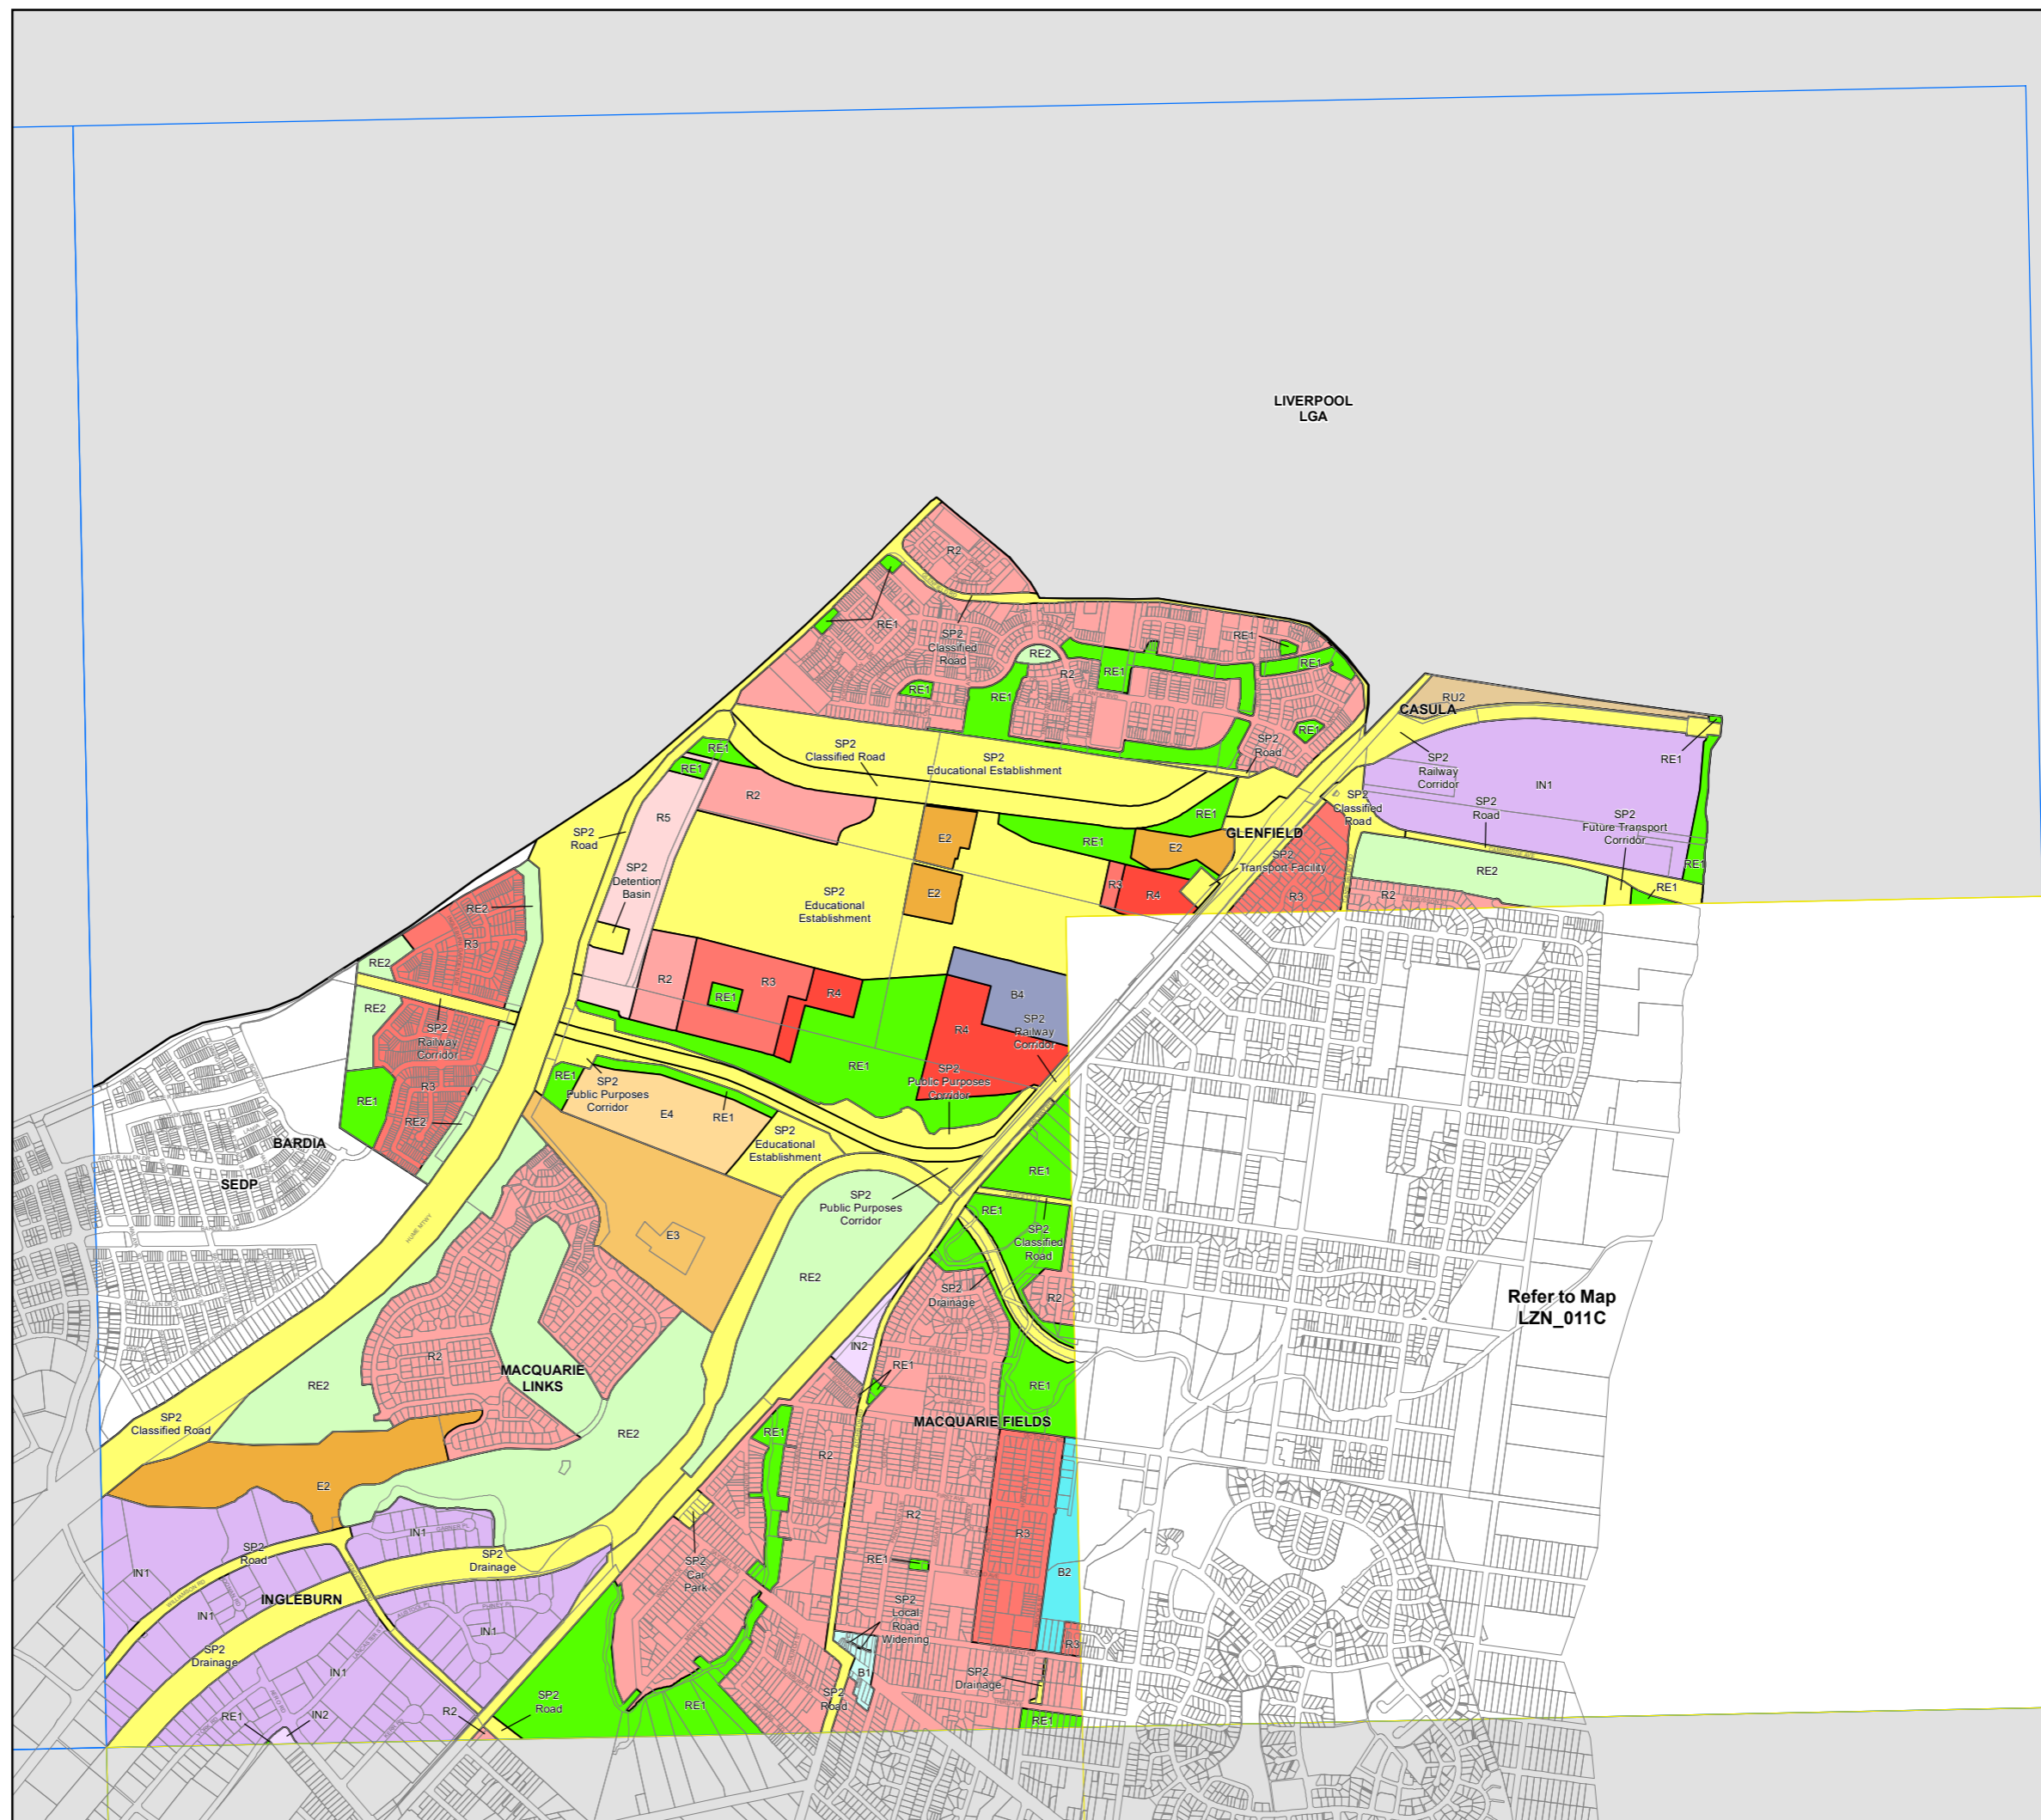 LIVERPOOL
LGA
R2
RE1
SP2
Classified
Road
RE2
RE1
R2
RE1
RE1
RE1
RE1
RE1
SP2
Road
RU2
CASULA
SP2
Classified Road
SP2
Educational Establishment
SP2
Railway
Corridor
IN1
RE1
RE1
RE1
R2
R5
SP2
Road
SP2
Detention
Basin
E2
RE1
RE1
E2
GLENFIELD
SP2
Classified
Road
SP2
Road
SP2
Future Transport
Corridor
SP2
Transport Facility
RE2
RE1
RE1
R3
R4
R3
R2
SP2
Educational
Establishment
E2
RE2
R3
RE2
RE2
SP2
Railway
Corridor
R3
RE1
RE2
R2
R3
RE1
R4
RE1
R4
B4
SP2
Railway
Corridor
SP2
Public Purposes
Corridor
RE1
SP2
Public Purposes
Corridor
E4
RE1
SP2
Educational
Establishment
BARDIA
SEDP
ARTHUR ALLEN DR
HUME MTWY
E3
SP2
Public Purposes
Corridor
RE2
RE1
RE1
SP2
Classified
Road
SP2
Drainage
R2
Refer to Map
LZN_011C
IN2
RE1
RE1
R2
MACQUARIE
LINKS
RE2
RE2
SP2
Classified Road
MACQUARIE FIELDS
E2
RE1
R2
R2
R3
B2
RE1
IN1
IN1
SP2
Road
SP2
Drainage
WILLIAMSON RD
IN1
INGLEBURN
IN1
SP2
Car
Park
SP2
Local
Road
Widening
B1
R3
SP2
Drainage
SP2
Drainage
IN1
RE1
IN2
R2
SP2
Road
RE1
SP2
Road
RE1